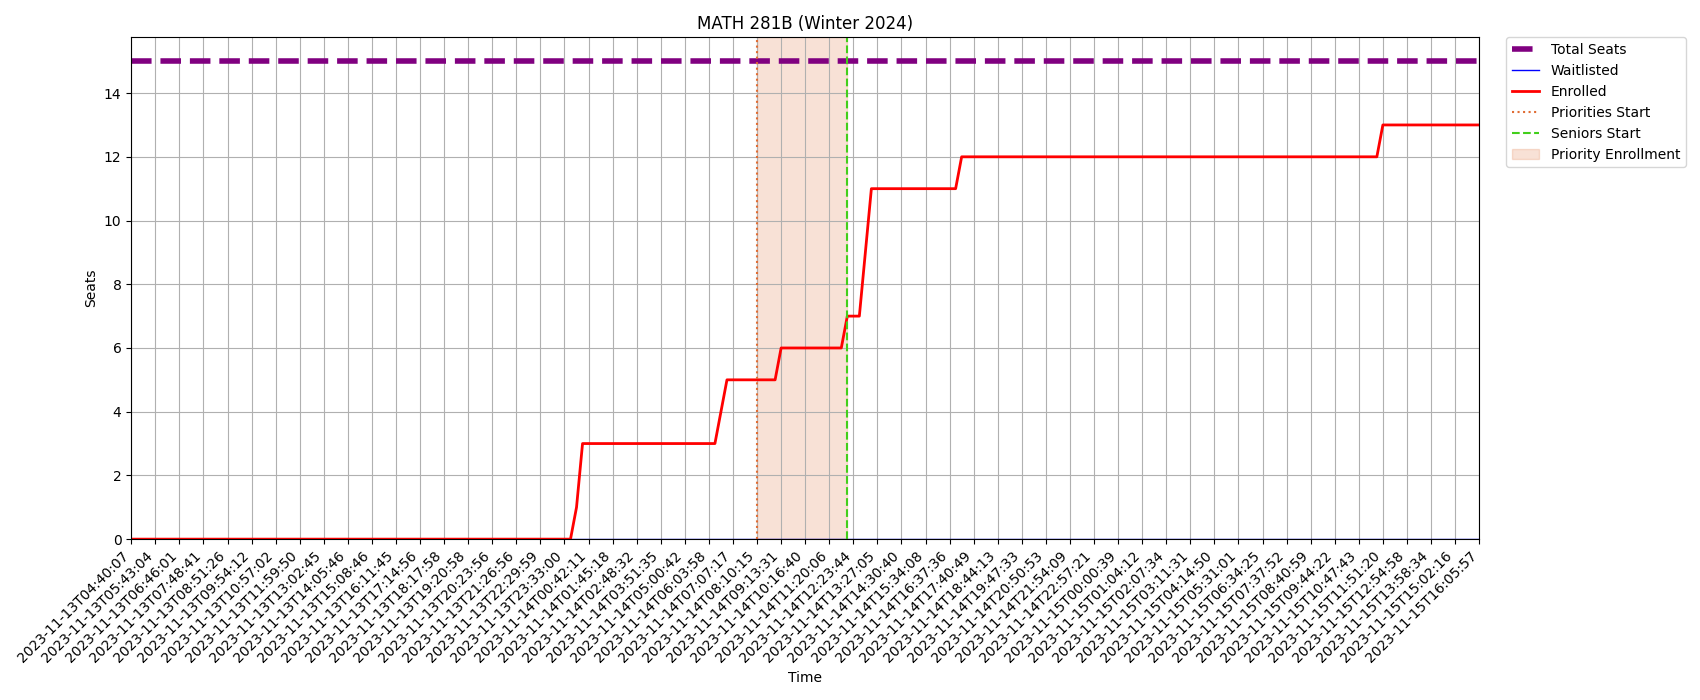 MATH 281B (Winter 2024)
Total Seats
Waitlisted
Enrolled
Priorities Start
Seniors Start
Priority Enrollment
Seats
14
12
10
8
6
4
2
0
2023-11-13T04:40:07
2023-11-13T05:43:04
2023-11-13T06:46:01
2023-11-13T07:48:41
2023-11-13T08:51:26
2023-11-13T09:54:12
2023-11-13T10:57:02
2023-11-13T11:59:50
2023-11-13T13:02:45
2023-11-13T14:05:46
2023-11-13T15:08:46
2023-11-13T16:11:45
2023-11-13T17:14:56
2023-11-13T18:17:58
2023-11-13T19:20:58
2023-11-13T20:23:56
2023-11-13T21:26:56
2023-11-13T22:29:59
2023-11-13T23:33:00
2023-11-14T00:42:11
2023-11-14T01:45:18
2023-11-14T02:48:32
2023-11-14T03:51:35
2023-11-14T05:00:42
2023-11-14T06:03:58
2023-11-14T07:07:17
2023-11-14T08:10:15
2023-11-14T09:13:31
2023-11-14T10:16:40
2023-11-14T11:20:06
2023-11-14T12:23:44
2023-11-14T13:27:05
2023-11-14T14:30:40
2023-11-14T15:34:08
2023-11-14T16:37:36
2023-11-14T17:40:49
2023-11-14T18:44:13
2023-11-14T19:47:33
2023-11-14T20:50:53
2023-11-14T21:54:09
2023-11-14T22:57:21
2023-11-15T00:00:39
2023-11-15T01:04:12
2023-11-15T02:07:34
2023-11-15T03:11:31
2023-11-15T04:14:50
2023-11-15T05:31:01
2023-11-15T06:34:25
2023-11-15T07:37:52
2023-11-15T08:40:59
2023-11-15T09:44:22
2023-11-15T10:47:43
2023-11-15T11:51:20
2023-11-15T12:54:58
2023-11-15T13:58:34
2023-11-15T15:02:16
2023-11-15T16:05:57
Time